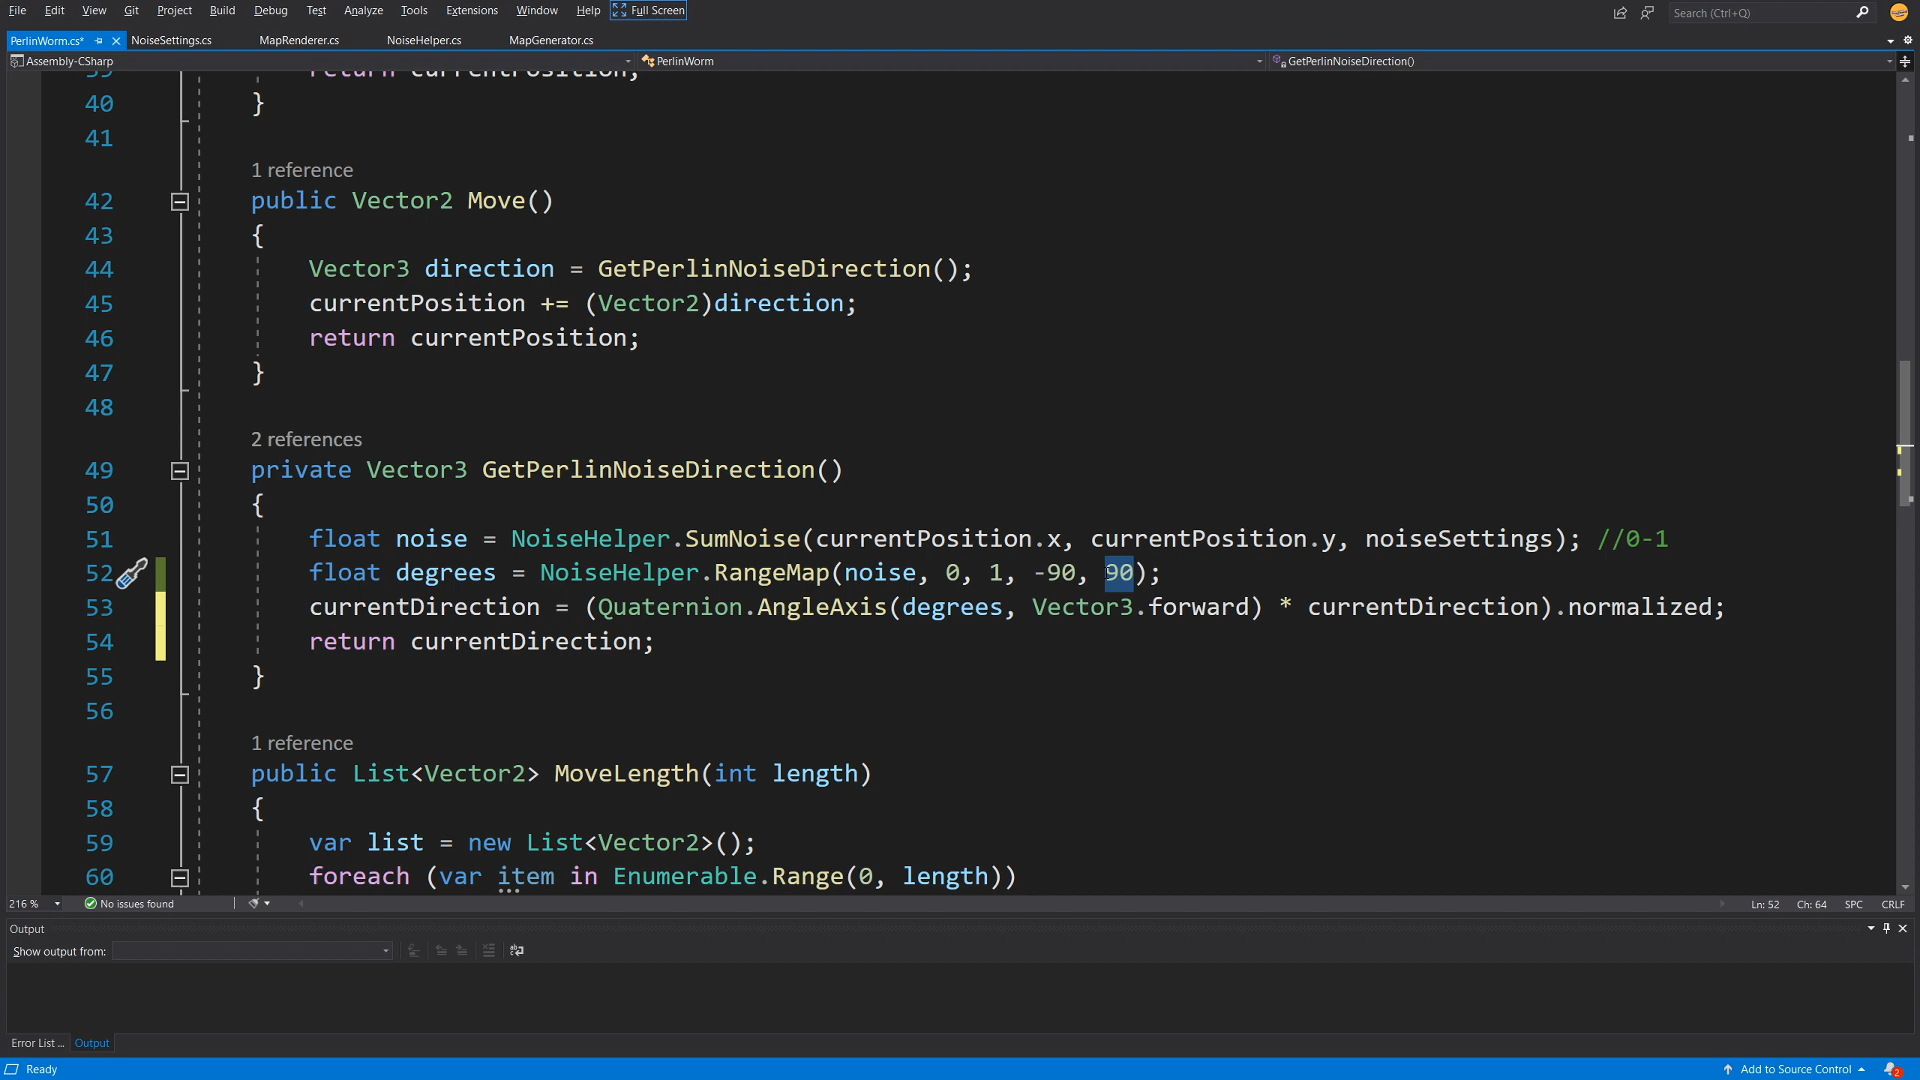 File Edit View Git Project Build Debug Test Analyze Tools Extensions Window Help Full Screen Search (Ctrl+Q)
PerlinWorm.cs* NoiseSettings.cs MapRenderer.cs NoiseHelper.cs MapGenerator.cs
Assembly-CSharp PerlinWorm GetPerlinNoiseDirection()
39 return currentPosition;
40 }
41
1 reference
42 public Vector2 Move()
43 {
44 Vector3 direction = GetPerlinNoiseDirection();
45 currentPosition += (Vector2)direction;
46 return currentPosition;
47 }
48
2 references
49 private Vector3 GetPerlinNoiseDirection()
50 {
51 float noise = NoiseHelper.SumNoise(currentPosition.x, currentPosition.y, noiseSettings); //0-1
52 float degrees = NoiseHelper.RangeMap(noise, 0, 1, -90, 90);
53 currentDirection = (Quaternion.AngleAxis(degrees, Vector3.forward) * currentDirection).normalized;
54 return currentDirection;
55 }
56
1 reference
57 public List<Vector2> MoveLength(int length)
58 {
59 var list = new List<Vector2>();
60 foreach (var item in Enumerable.Range(0, length))
216 % No issues found Ln: 52 Ch: 64 SPC CRLF
Output
Show output from:
Error List ... Output
Ready Add to Source Control 2